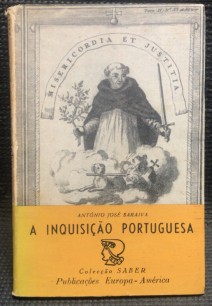 MISERICORDIA ET JUSTITIA
ANTÓNIO JOSÉ SARAIVA
A INQUISIÇÃO PORTUGUESA
Colecção SABER
Publicações Europa-América